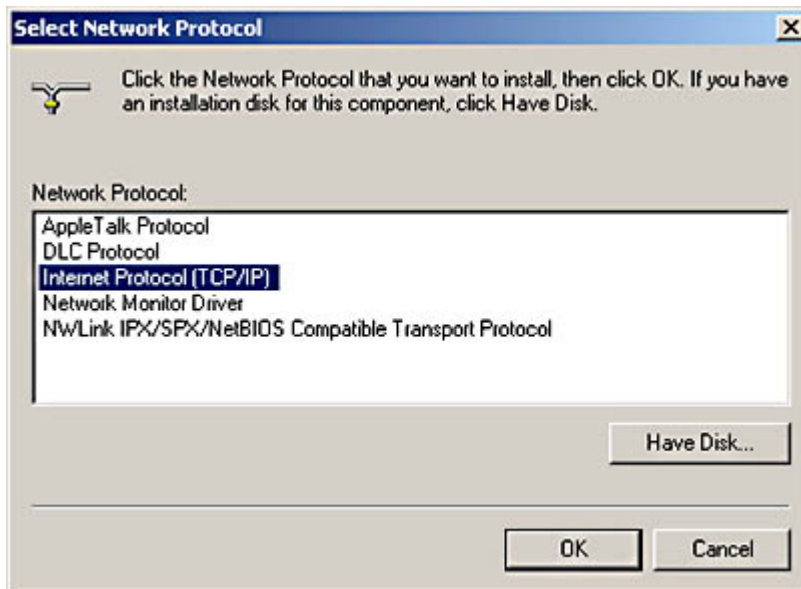 Select Network Protocol
Click the Network Protocol that you want to install, then click OK. If you have
an installation disk for this component, click Have Disk.
Network Protocol:
AppleTalk Protocol
DLC Protocol
Internet Protocol (TCP/IP)
Network Monitor Driver
NWLink IPX/SPX/NetBIOS Compatible Transport Protocol
Have Disk...
OK
Cancel